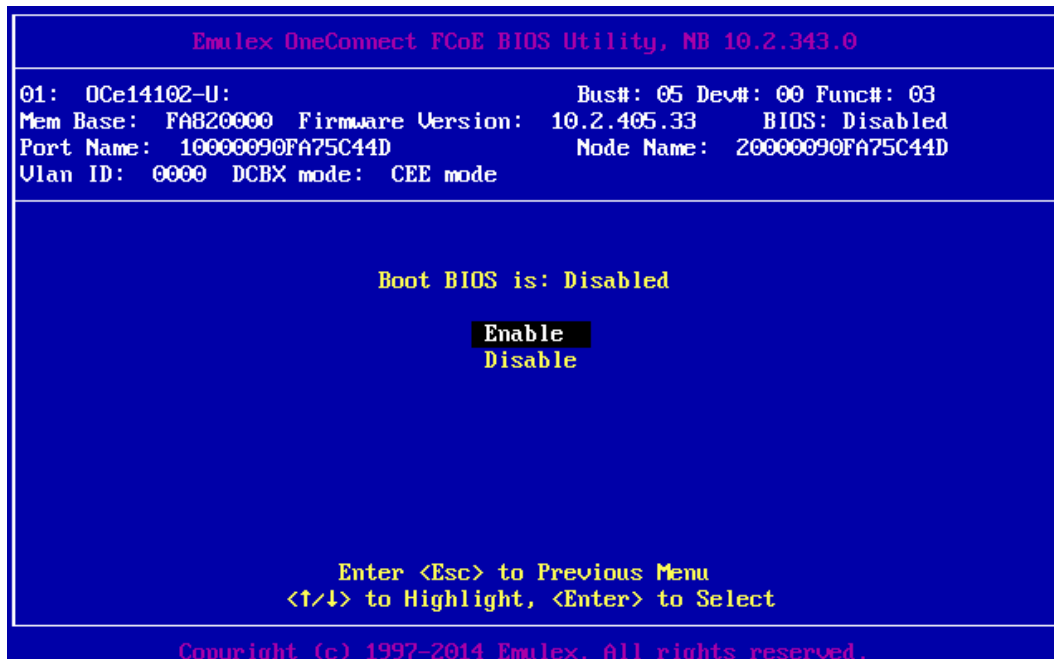 Emulex OneConnect FCoE BIOS Utility, NB 10.2.343.0
01: OCe14102-U: Bus#: 05 Dev#: 00 Func#: 03
Mem Base: FA820000 Firmware Version: 10.2.405.33 BIOS: Disabled
Port Name: 10000090FA75C44D Node Name: 20000090FA75C44D
Vlan ID: 0000 DCBX mode: CEE mode
Boot BIOS is: Disabled
Enable
Disable
Enter <Esc> to Previous Menu
<↑/↓> to Highlight, <Enter> to Select
Copyright (c) 1997-2014 Emulex. All rights reserved.